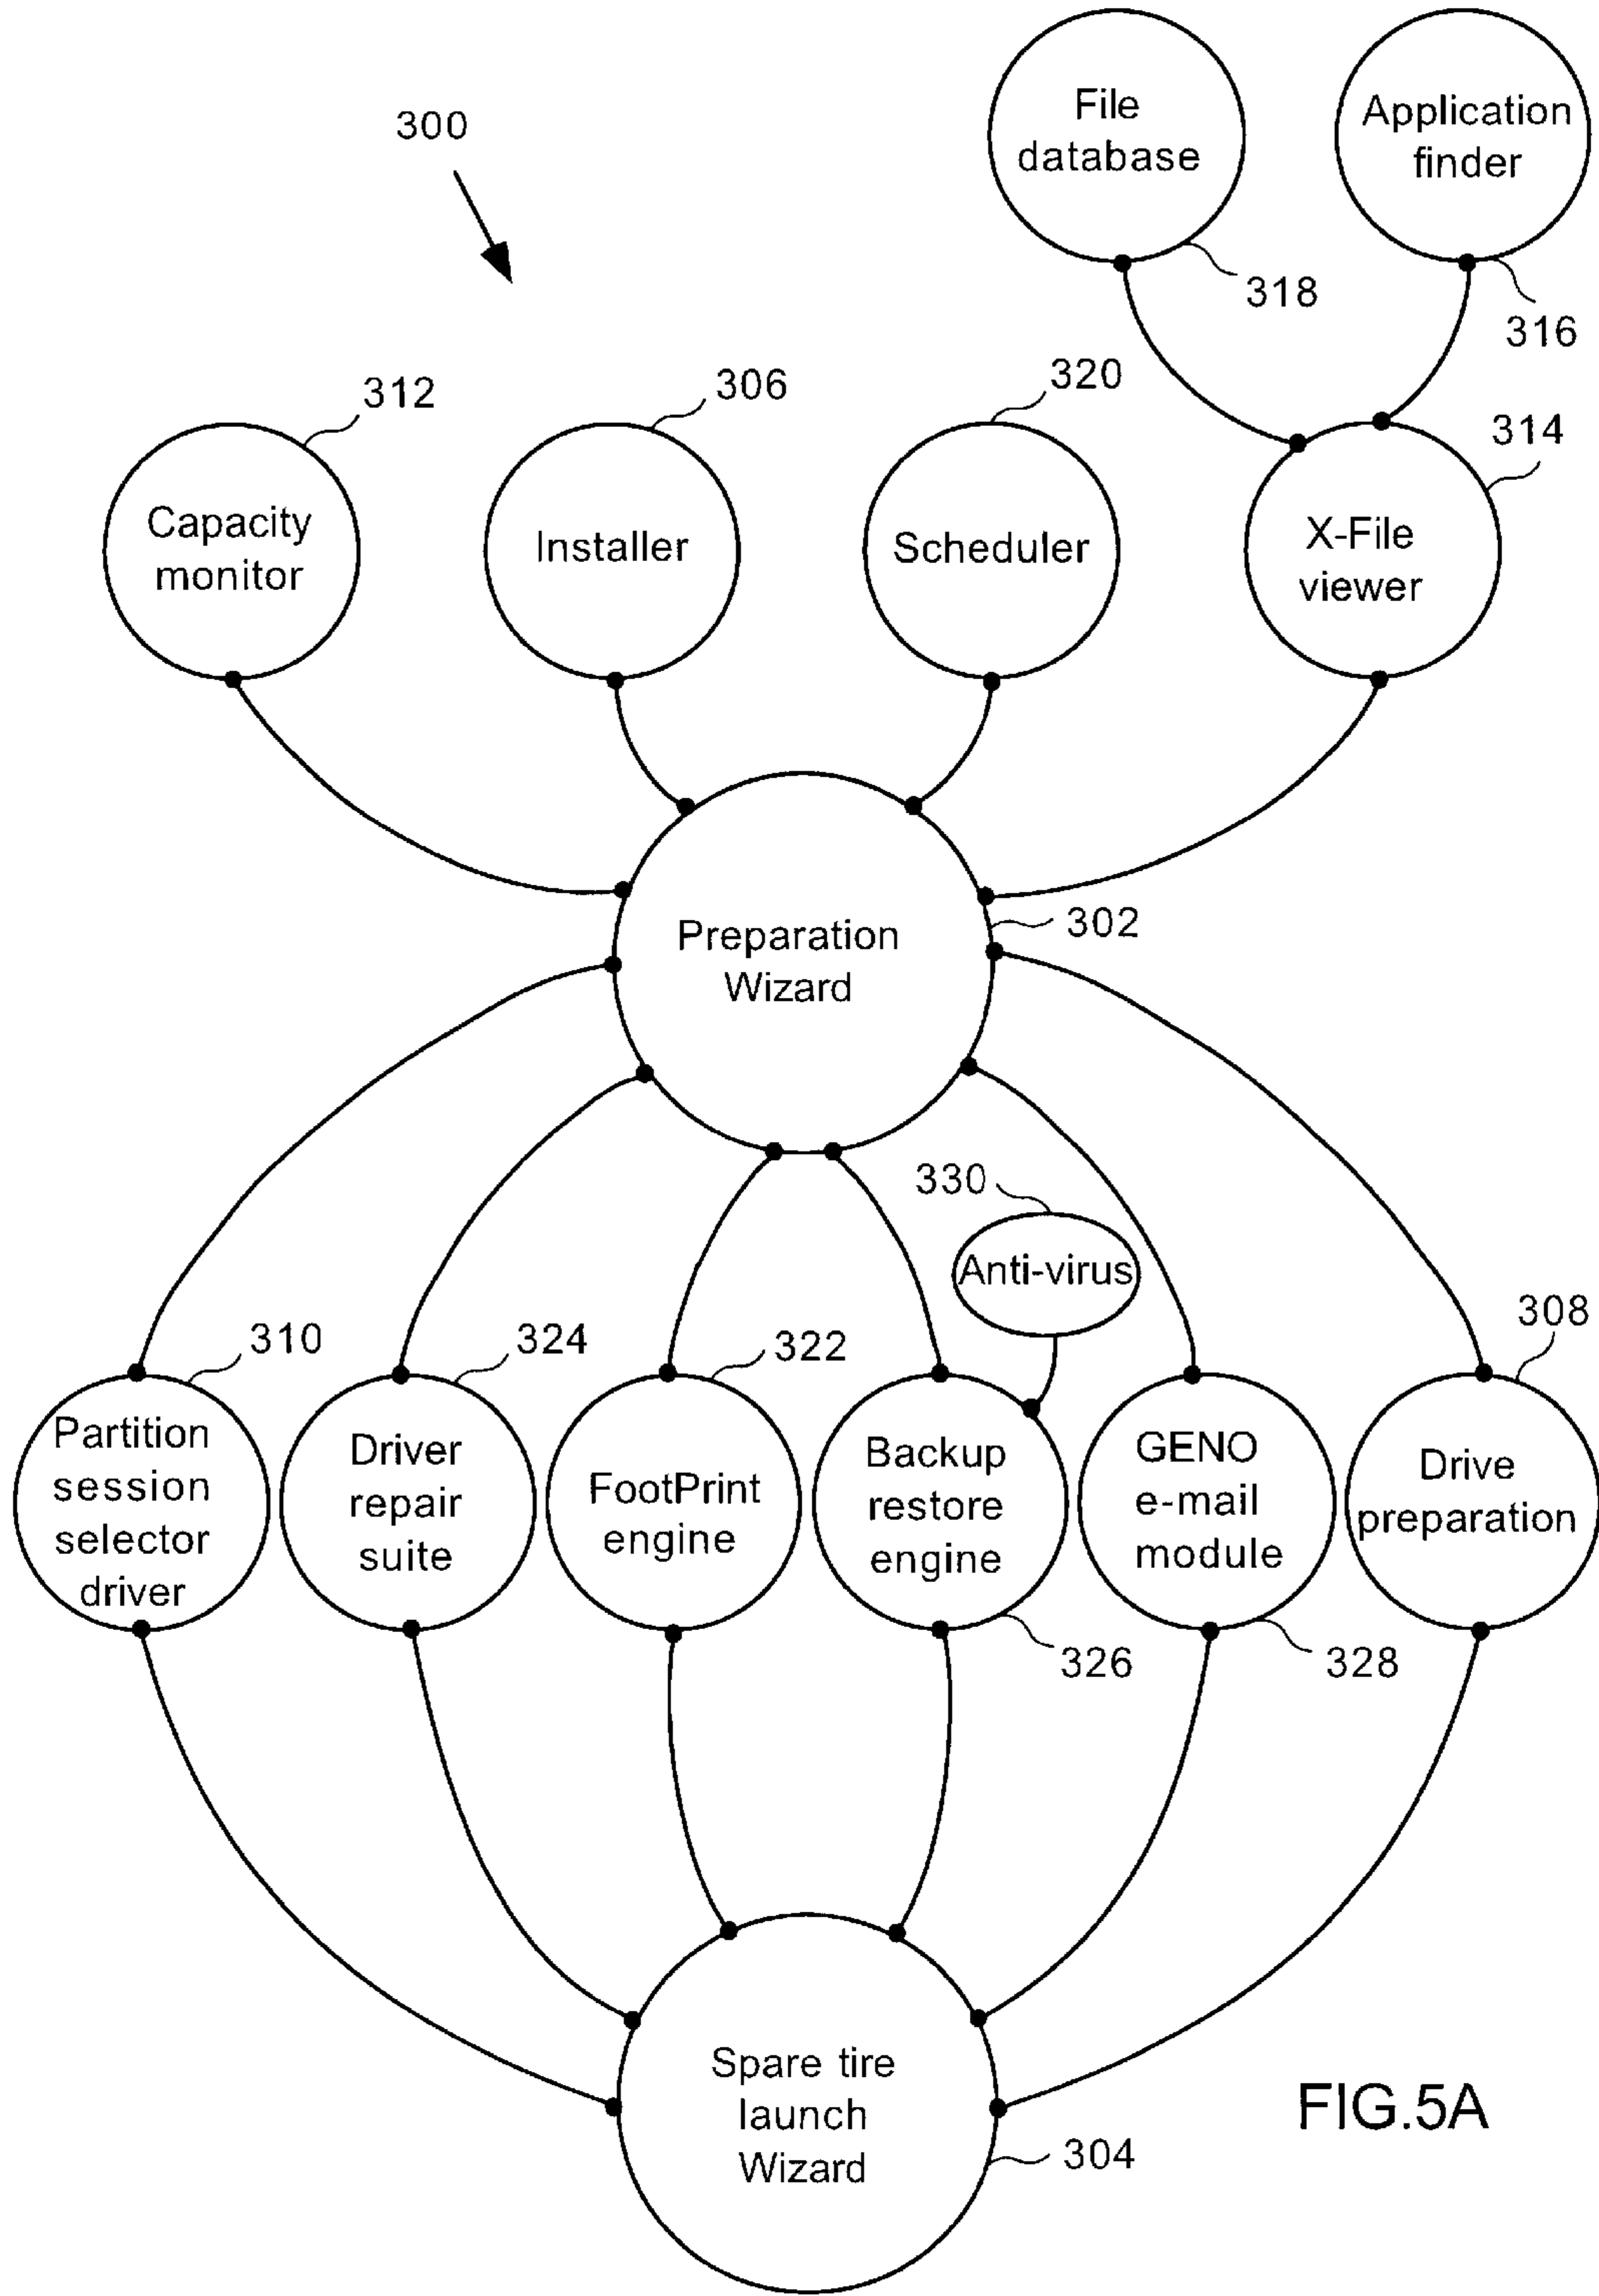 300
File
database
318
Application
finder
316
312
306
320
314
Capacity
monitor
Installer
Scheduler
X-File
viewer
Preparation
Wizard
302
330
Anti-virus
310
324
322
308
Partition
session
selector
driver
Driver
repair
suite
FootPrint
engine
Backup
restore
engine
GENO
e-mail
module
Drive
preparation
326
328
Spare tire
launch
Wizard
304
FIG.5A